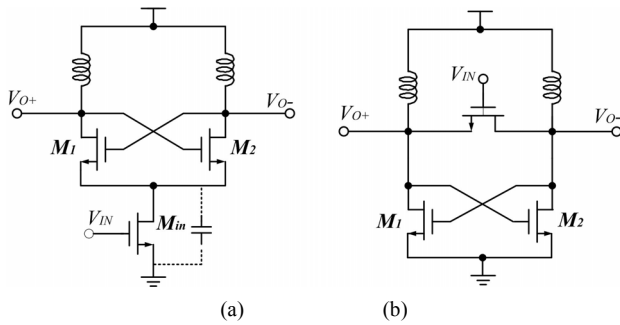 V_IN
V_O+ V_O- V_O+ V_O-
M_1 M_2
V_IN M_in M_1 M_2
(a) (b)